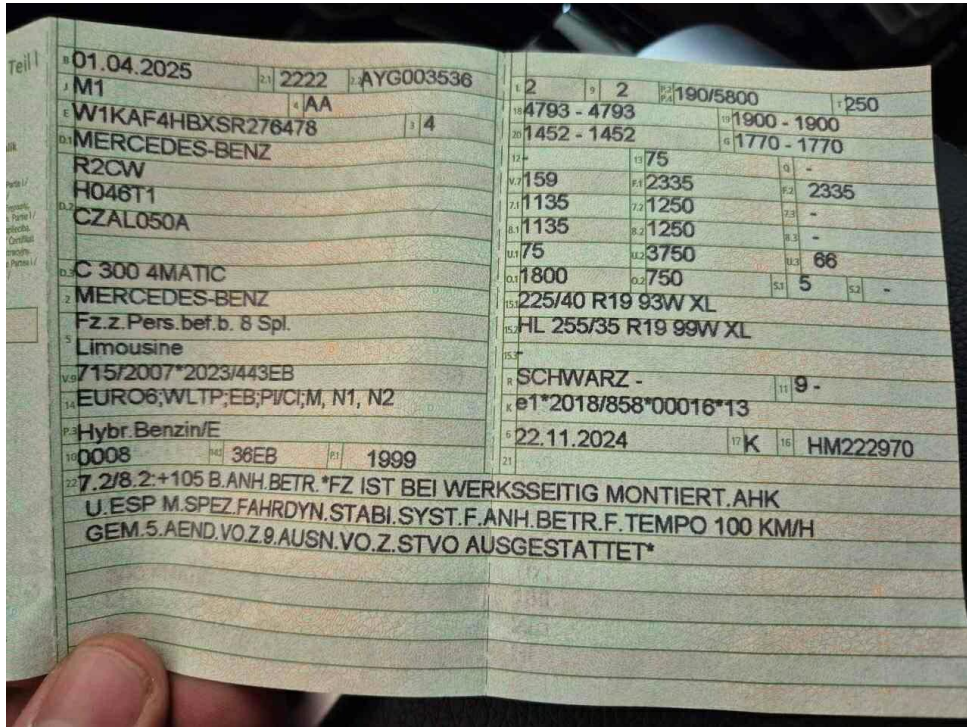 Teil I
B 01.04.2025 2.1 2222 2.2 AYG003536
J M1 4 AA
E W1KAF4HBXSR276478 3 4
D.1 MERCEDES-BENZ
R2CW
D.2 H046T1
CZAL050A
D.3 C 300 4MATIC
2 MERCEDES-BENZ
5 Fz.z.Pers.bef.b. 8 Spl.
Limousine
V.9 715/2007*2023/443EB
14 EURO6;WLTP;EB;PI/CI;M, N1, N2
P.3 Hybr.Benzin/E
10 0008 14.1 36EB P.1 1999
L 2 9 2 P.2 P.4 190/5800 T 250
18 4793 - 4793 19 1900 - 1900
20 1452 - 1452 G 1770 - 1770
12 - 13 75 Q -
V.7 159 F.1 2335 F.2 2335
7.1 1135 7.2 1250 7.3 -
8.1 1135 8.2 1250 8.3 -
U.1 75 U.2 3750 U.3 66
O.1 1800 O.2 750 S.1 5 S.2 -
15.1 225/40 R19 93W XL
15.2 HL 255/35 R19 99W XL
15.3 -
R SCHWARZ - 11 9 -
K e1*2018/858*00016*13
6 22.11.2024 17 K 16 HM222970
21
22 7.2/8.2:+105 B.ANH.BETR.*FZ IST BEI WERKSSEITIG MONTIERT.AHK
U.ESP M.SPEZ.FAHRDYN.STABI.SYST.F.ANH.BETR.F.TEMPO 100 KM/H
GEM.5.AEND.VO.Z.9.AUSN.VO.Z.STVO AUSGESTATTET*